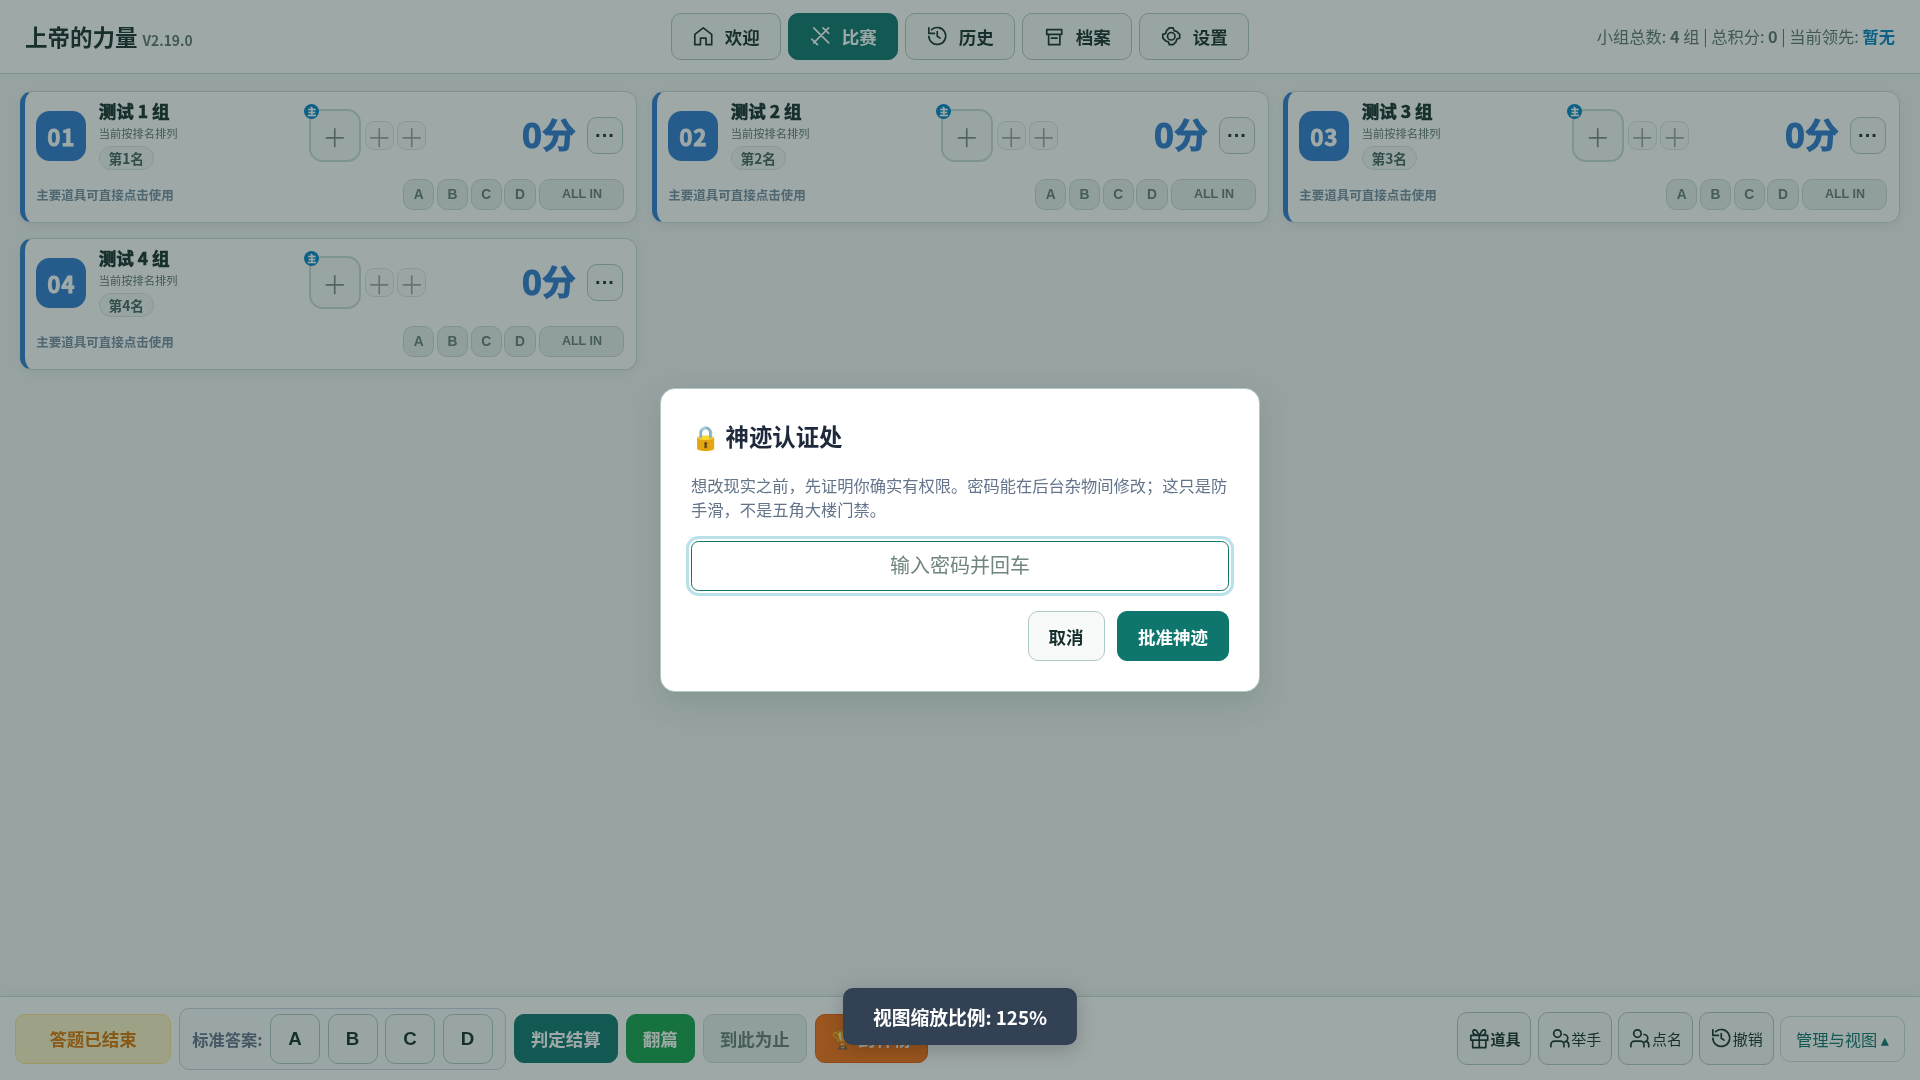 上帝的力量 V2.19.0
欢迎
比赛
历史
档案
设置
小组总数: 4 组 | 总积分: 0 | 当前领先: 暂无
01
测试 1 组
当前按排名排列
第1名
主
0分
...
主要道具可直接点击使用
A B C D ALL IN
02
测试 2 组
当前按排名排列
第2名
主
0分
...
主要道具可直接点击使用
A B C D ALL IN
03
测试 3 组
当前按排名排列
第3名
主
0分
...
主要道具可直接点击使用
A B C D ALL IN
04
测试 4 组
当前按排名排列
第4名
主
0分
...
主要道具可直接点击使用
A B C D ALL IN
神迹认证处
想改现实之前，先证明你确实有权限。密码能在后台杂物间修改；这只是防
手滑，不是五角大楼门禁。
输入密码并回车
取消
批准神迹
视图缩放比例: 125%
答题已结束
标准答案: A B C D
判定结算
翻篇
到此为止
道具
举手
点名
撤销
管理与视图 ▴